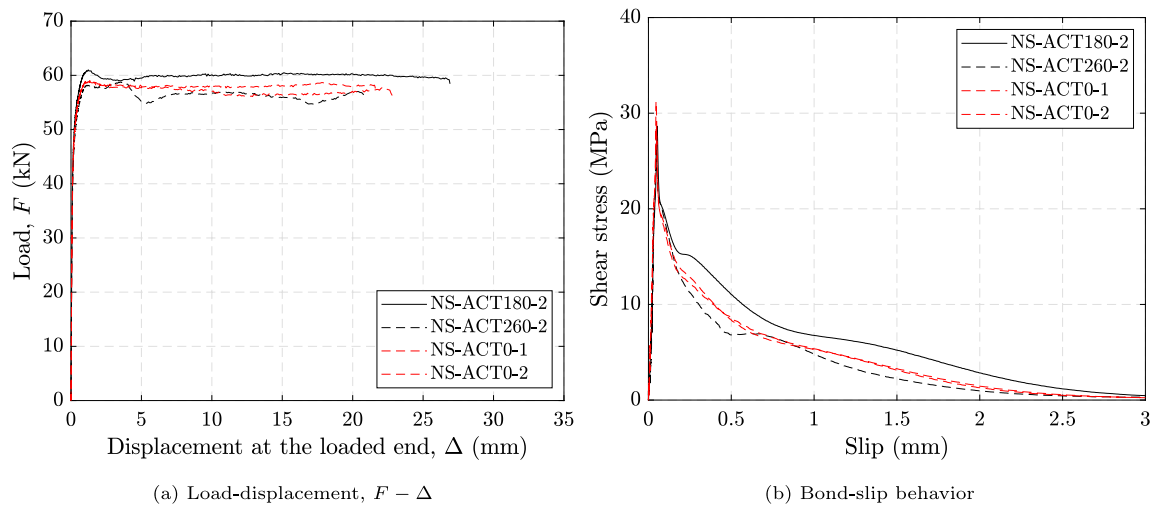 70
60
50
40
30
20
10
0
0 5 10 15 20 25 30 35
Load, F (kN)
Displacement at the loaded end, Δ (mm)
NS-ACT180-2
NS-ACT260-2
NS-ACT0-1
NS-ACT0-2
(a) Load-displacement, F − Δ
40
30
20
10
0
0 0.5 1 1.5 2 2.5 3
Shear stress (MPa)
Slip (mm)
NS-ACT180-2
NS-ACT260-2
NS-ACT0-1
NS-ACT0-2
(b) Bond-slip behavior